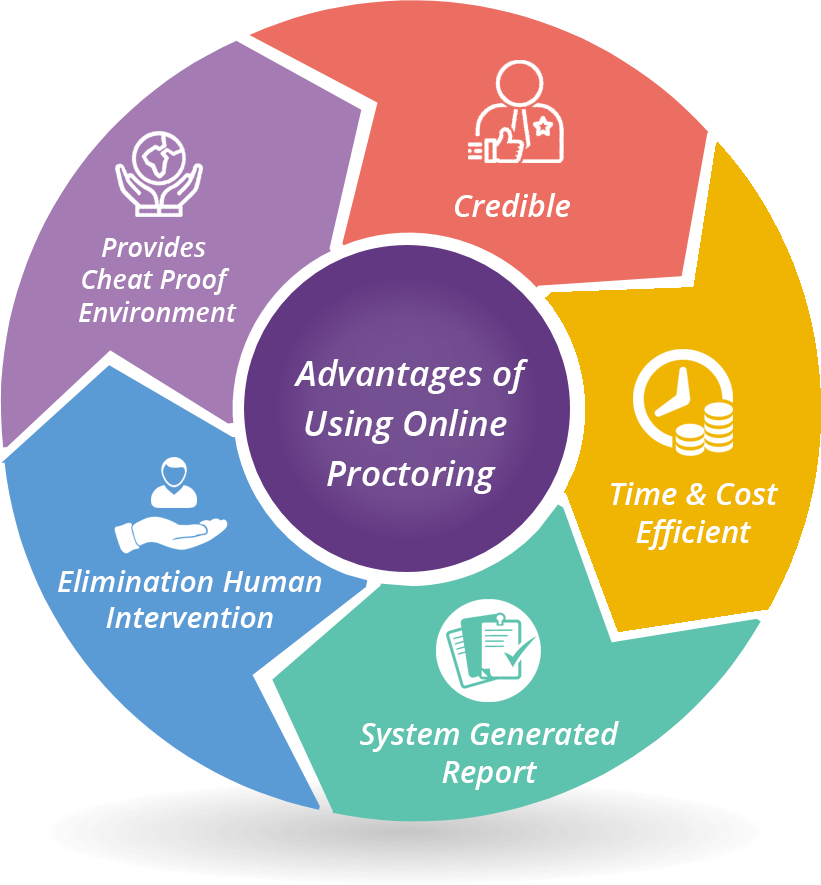 Advantages of
Using Online
Proctoring
Credible
Time & Cost
Efficient
System Generated
Report
Elimination Human
Intervention
Provides
Cheat Proof
Environment